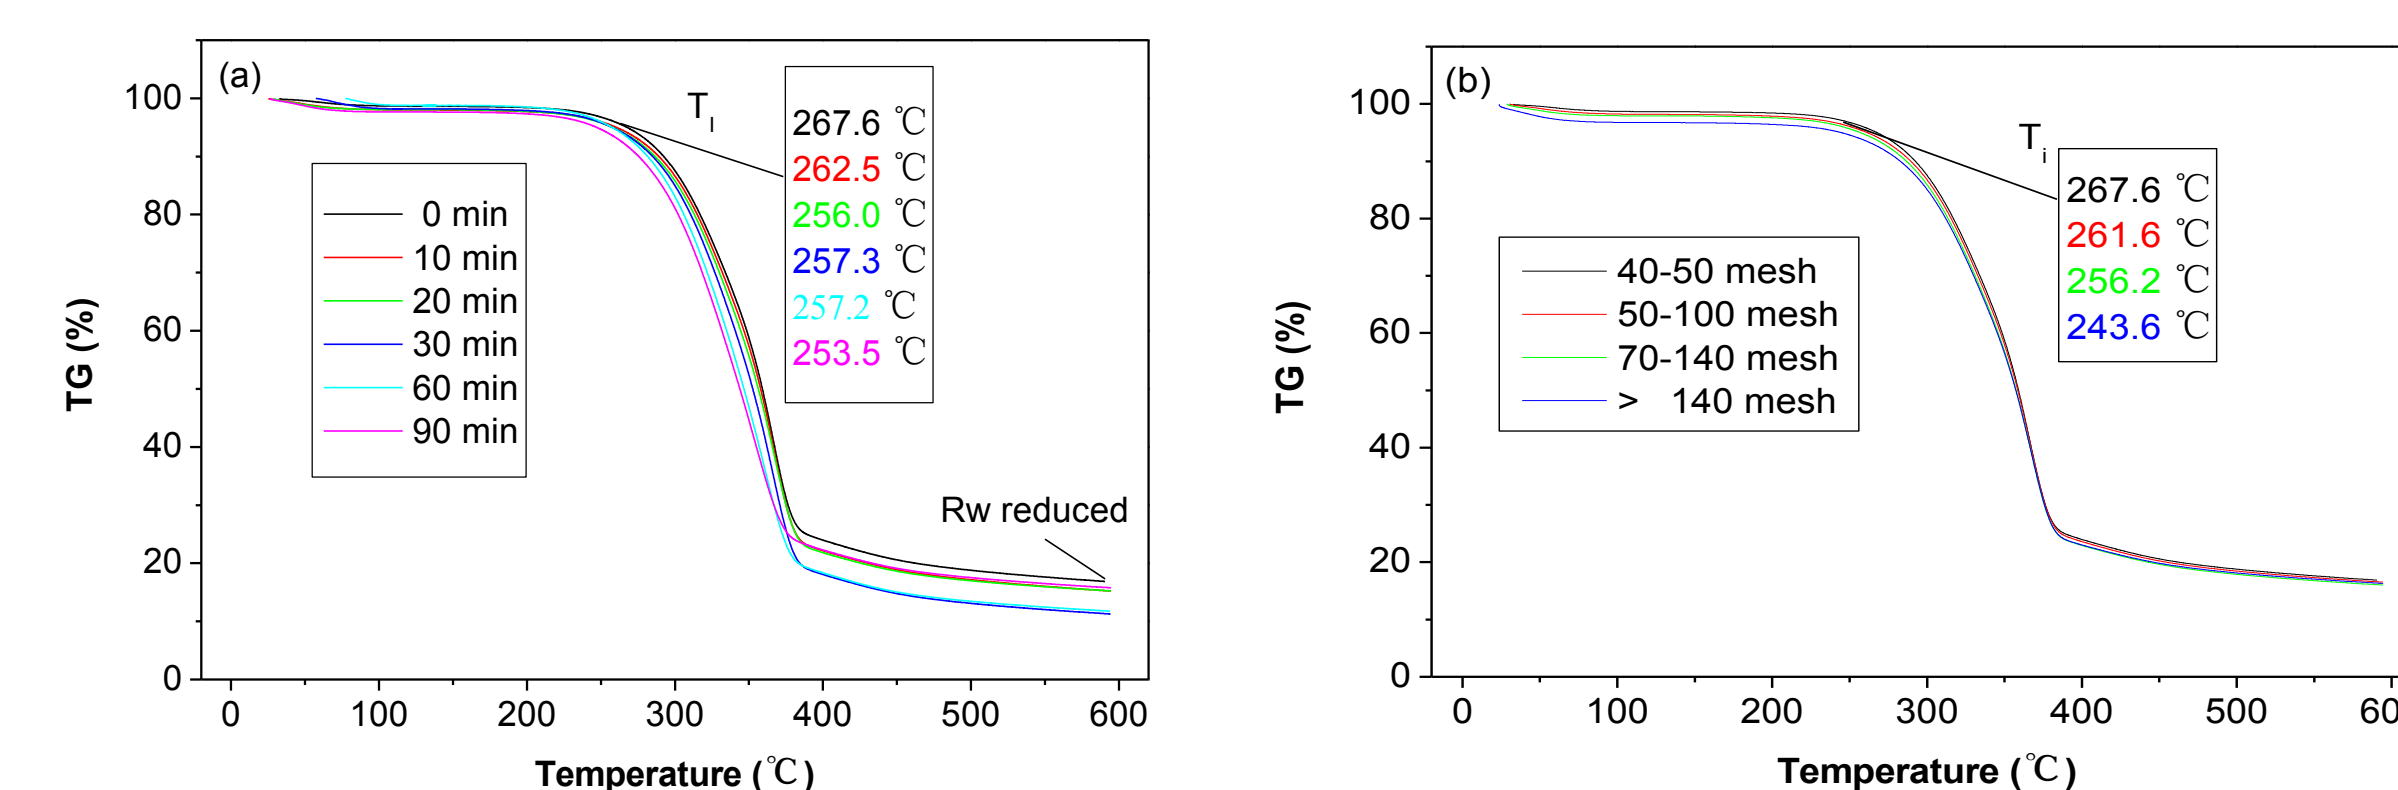 (a)
100
80
60
40
20
0
TG (%)
0 min
10 min
20 min
30 min
60 min
90 min
T_I
267.6 ℃
262.5 ℃
256.0 ℃
257.3 ℃
257.2 ℃
253.5 ℃
Rw reduced
0 100 200 300 400 500 600
Temperature (℃)
(b)
100
80
60
40
20
0
TG (%)
40-50 mesh
50-100 mesh
70-140 mesh
> 140 mesh
T_i
267.6 ℃
261.6 ℃
256.2 ℃
243.6 ℃
0 100 200 300 400 500 60
Temperature (℃)